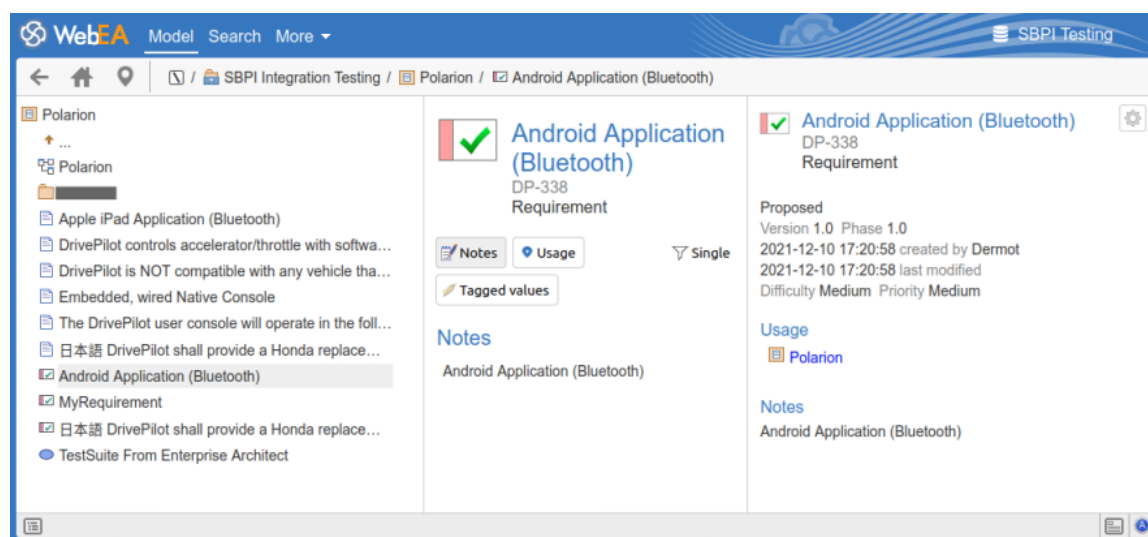 WebEA Model Search More SBPI Testing
/ SBPI Integration Testing / Polarion / Android Application (Bluetooth)
Polarion
...
Polarion
Apple iPad Application (Bluetooth)
DrivePilot controls accelerator/throttle with softwa...
DrivePilot is NOT compatible with any vehicle tha...
Embedded, wired Native Console
The DrivePilot user console will operate in the foll...
日本語 DrivePilot shall provide a Honda replace...
Android Application (Bluetooth)
MyRequirement
日本語 DrivePilot shall provide a Honda replace...
TestSuite From Enterprise Architect
Android Application
(Bluetooth)
DP-338
Requirement
Notes Usage Single
Tagged values
Notes
Android Application (Bluetooth)
Android Application (Bluetooth)
DP-338
Requirement
Proposed
Version 1.0 Phase 1.0
2021-12-10 17:20:58 created by Dermot
2021-12-10 17:20:58 last modified
Difficulty Medium Priority Medium
Usage
Polarion
Notes
Android Application (Bluetooth)